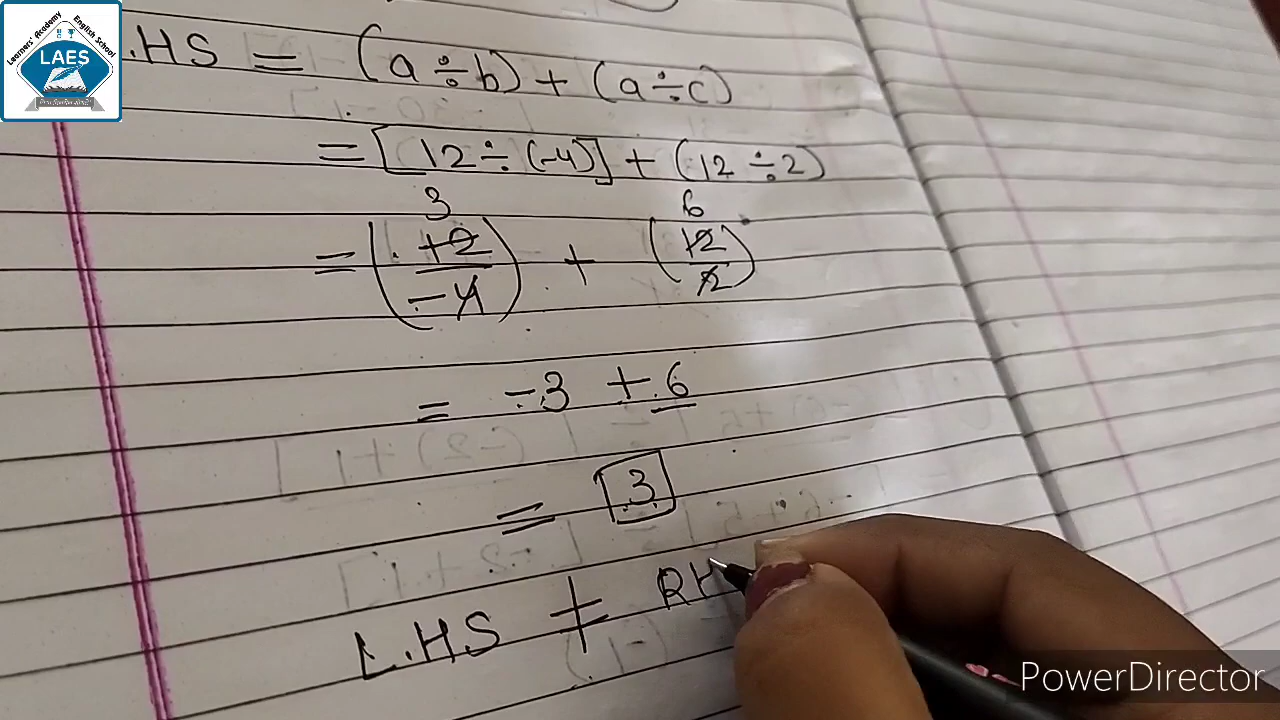 Learners' Academy English School
LAES
.HS = (a÷b) + (a÷c)
= [12÷(-4)] + (12÷2)
3 6
= (12/-4) + (12/2)
= -3 + 6
= 3
L.HS ≠ RH
PowerDirector